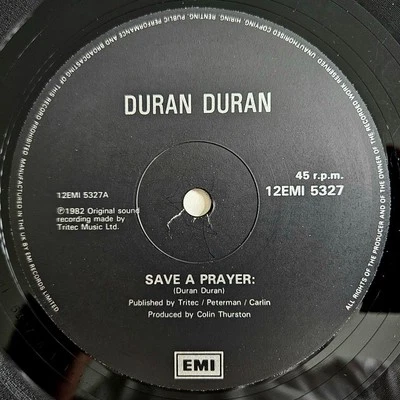 UNAUTHORISED COPYING, HIRING, RENTING, PUBLIC PERFORMANCE AND BROADCASTING OF THIS RECORD PROHIBITED MANUFACTURED IN THE UK BY EMI RECORDS LIMITED
ALL RIGHTS OF THE PRODUCER AND OF THE OWNER OF THE RECORDED WORK RESERVED
DURAN DURAN
45 r.p.m.
12EMI 5327A
12EMI 5327
Ⓟ1982 Original sound
recording made by
Tritec Music Ltd.
SAVE A PRAYER:
(Duran Duran)
Published by Tritec / Peterman / Carlin
Produced by Colin Thurston
EMI